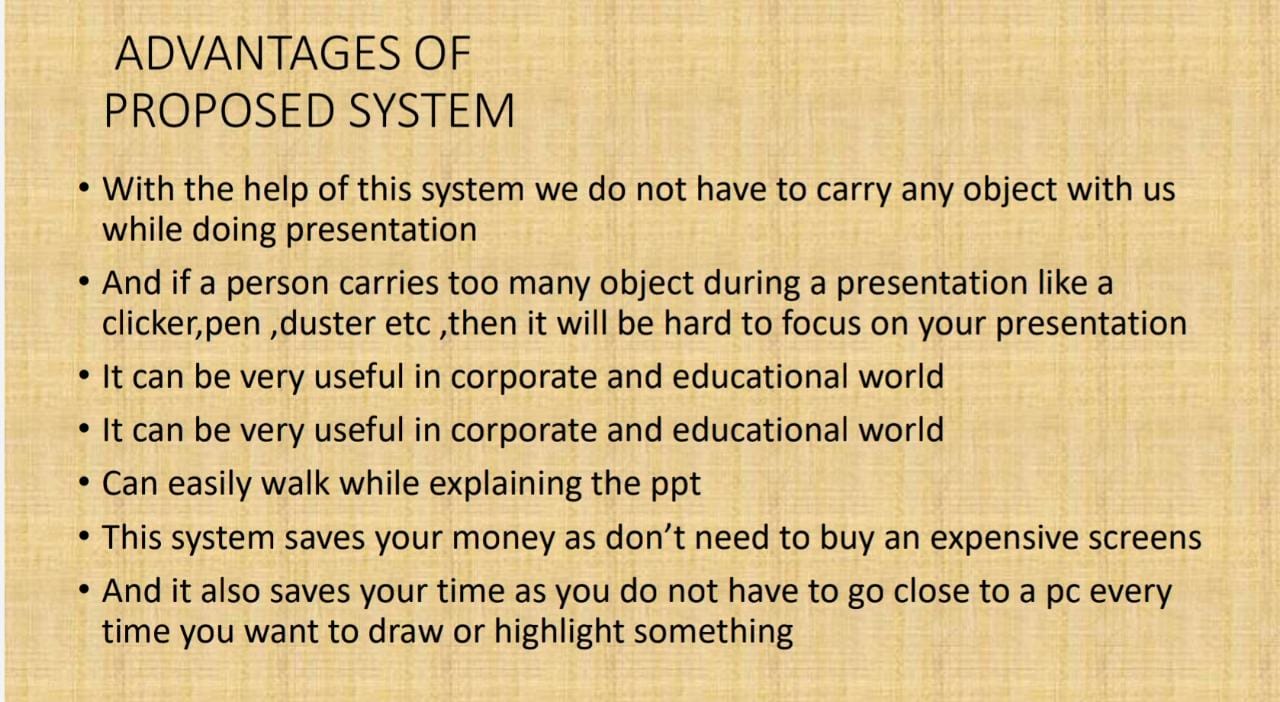 ADVANTAGES OF
PROPOSED SYSTEM
• With the help of this system we do not have to carry any object with us
while doing presentation
• And if a person carries too many object during a presentation like a
clicker,pen ,duster etc ,then it will be hard to focus on your presentation
• It can be very useful in corporate and educational world
• It can be very useful in corporate and educational world
• Can easily walk while explaining the ppt
• This system saves your money as don’t need to buy an expensive screens
• And it also saves your time as you do not have to go close to a pc every
time you want to draw or highlight something